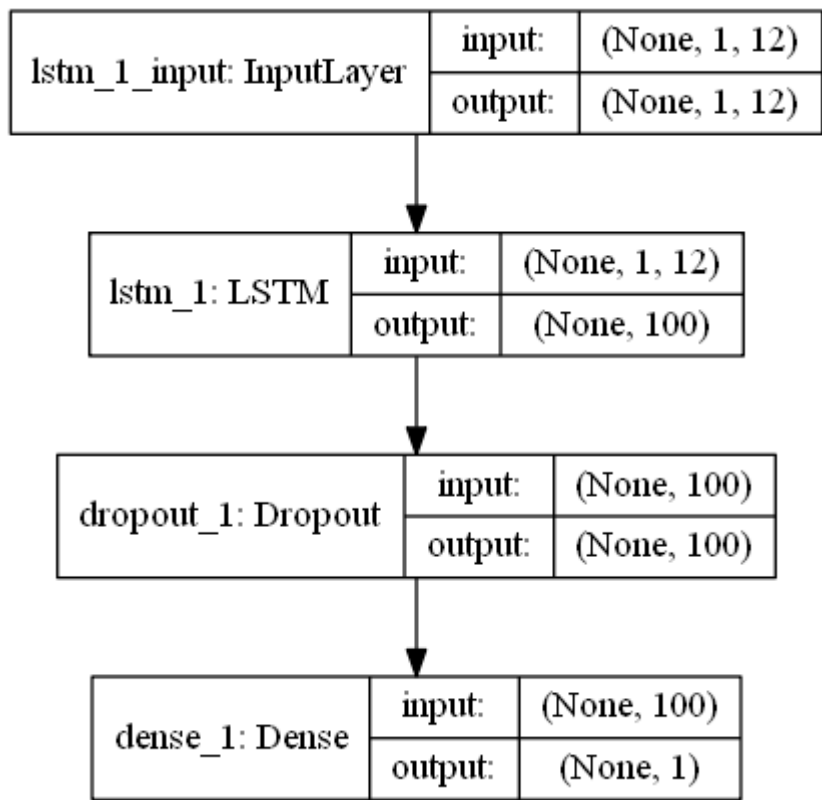 lstm_1_input: InputLayer
input:
(None, 1, 12)
output:
(None, 1, 12)
lstm_1: LSTM
input:
(None, 1, 12)
output:
(None, 100)
dropout_1: Dropout
input:
(None, 100)
output:
(None, 100)
dense_1: Dense
input:
(None, 100)
output:
(None, 1)